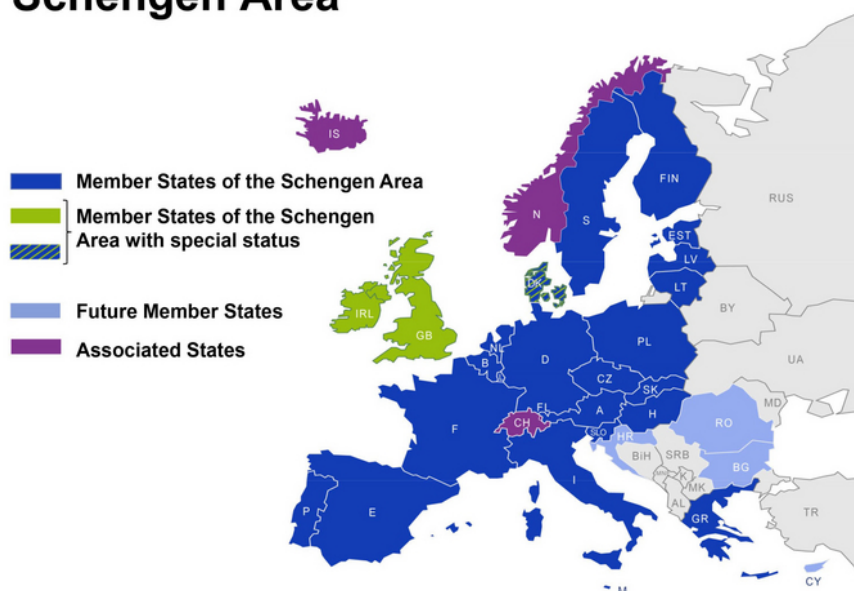 Schengen Area
IS
Member States of the Schengen Area
Member States of the Schengen
Area with special status
Future Member States
Associated States
N
S
FIN
RUS
EST
LV
LT
DK
BY
IRL
GB
NL
B
D
PL
UA
CZ
SK
L
FL
A
H
MD
F
CH
SLO
HR
RO
BiH
SRB
BG
K
MK
AL
P
E
I
GR
TR
M
CY